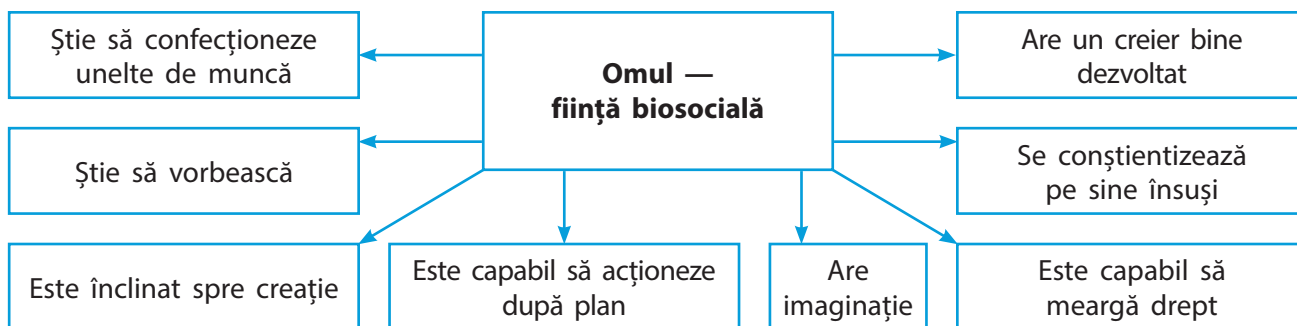 Știe să confecționeze
unelte de muncă
Omul —
ființă biosocială
Are un creier bine
dezvoltat
Știe să vorbească
Se conștientizează
pe sine însuși
Este înclinat spre creație
Este capabil să acționeze
după plan
Are
imaginație
Este capabil să
meargă drept